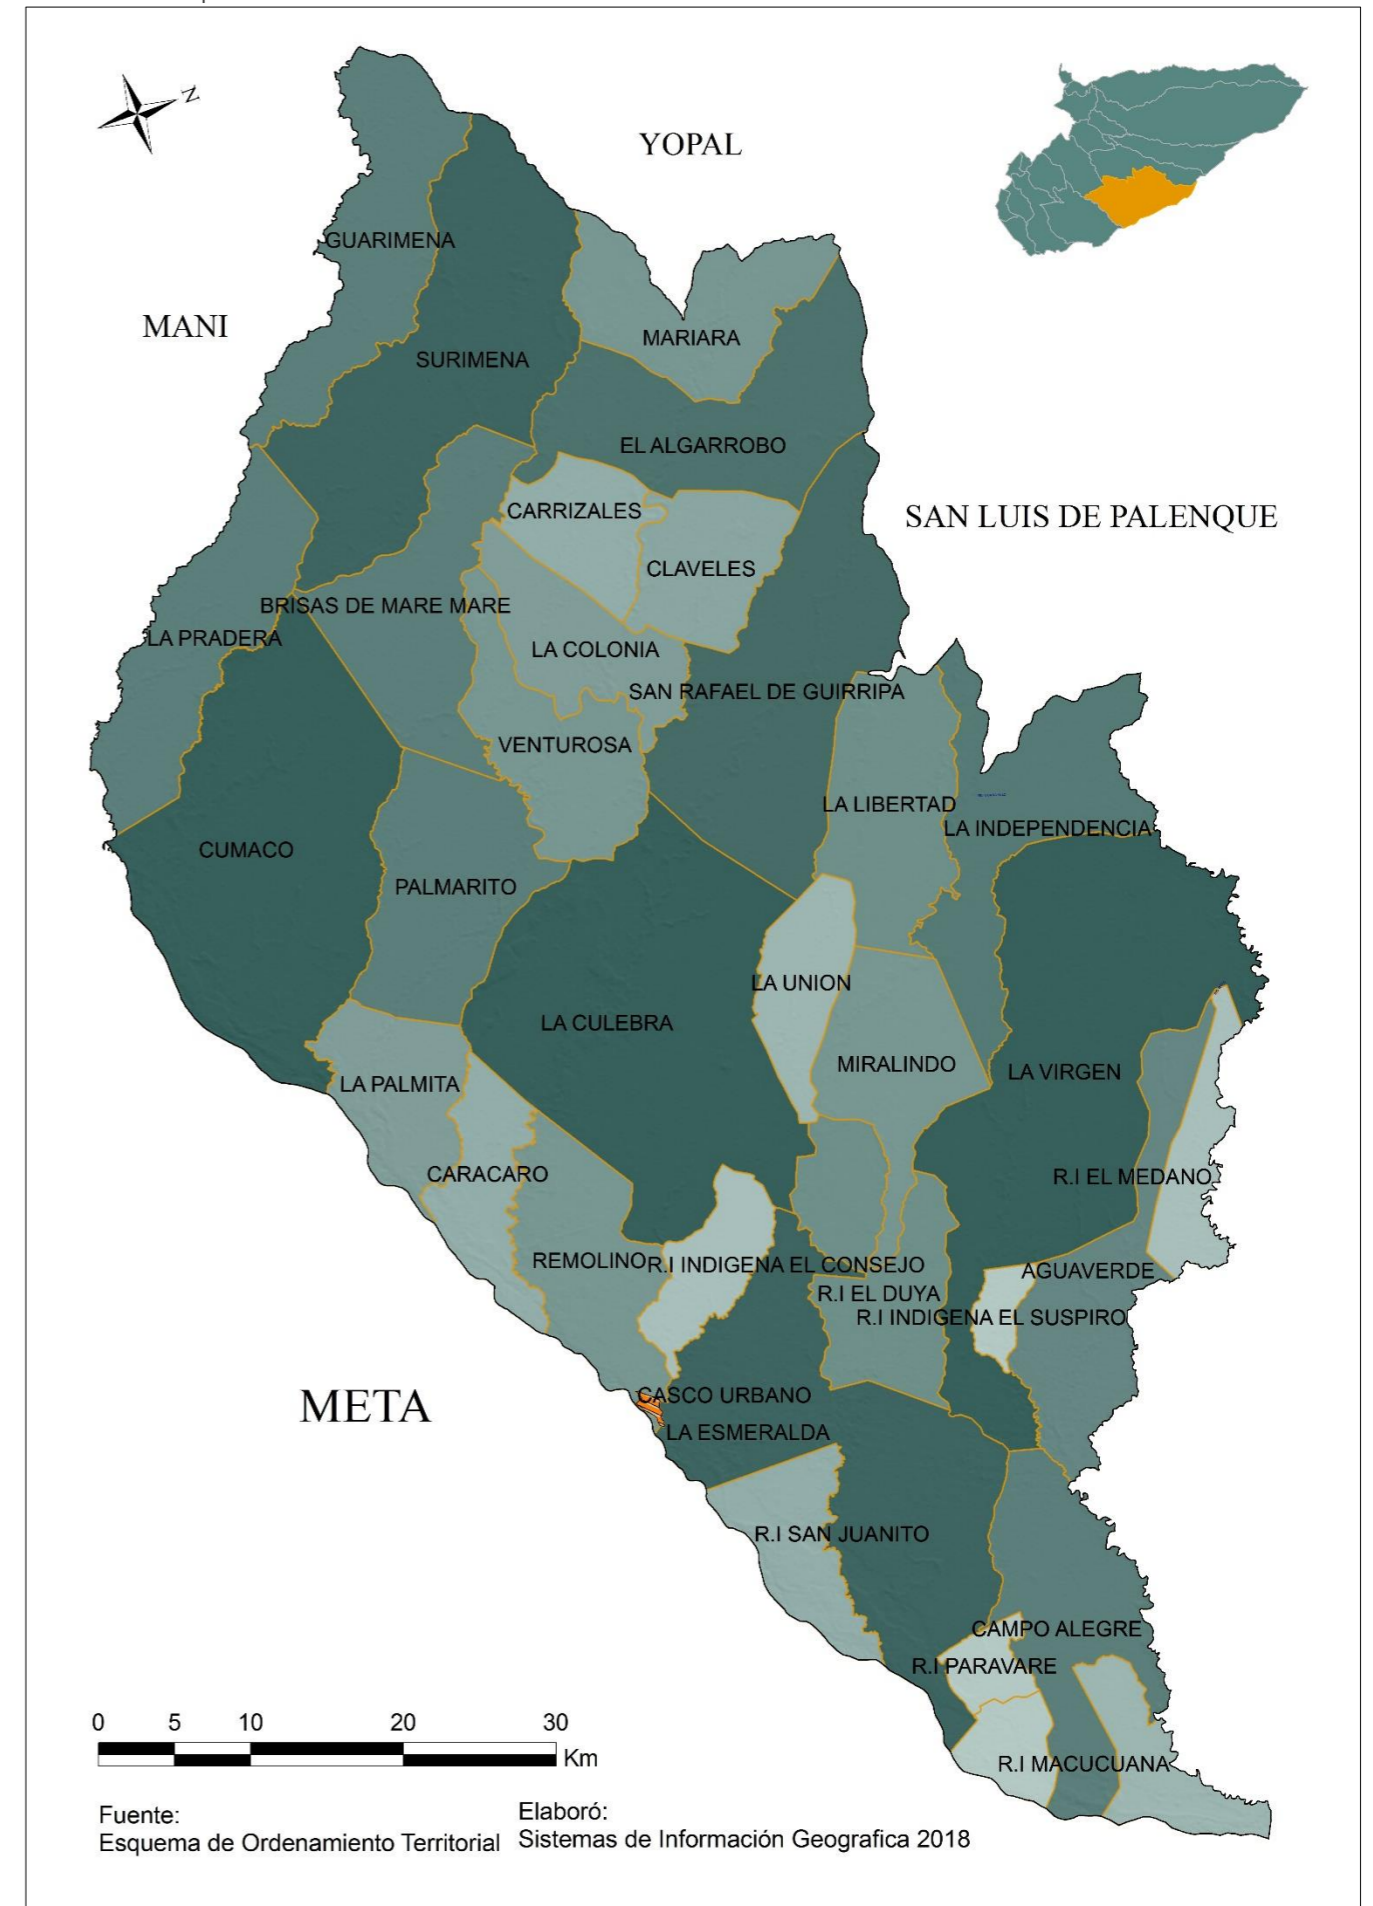 N
YOPAL
GUARIMENA
MANI
MARIARA
SURIMENA
EL ALGARROBO
CARRIZALES
SAN LUIS DE PALENQUE
CLAVELES
BRISAS DE MARE MARE
LA PRADERA
LA COLONIA
SAN RAFAEL DE GUIRRIPA
VENTUROSA
LA LIBERTAD
LA INDEPENDENCIA
CUMACO
PALMARITO
LA UNION
LA CULEBRA
MIRALINDO
LA VIRGEN
LA PALMITA
CARACARO
R.I EL MEDANO
REMOLINO
R.I INDIGENA EL CONSEJO
AGUAVERDE
R.I EL DUYA
R.I INDIGENA EL SUSPIRO
CASCO URBANO
META
LA ESMERALDA
R.I SAN JUANITO
CAMPO ALEGRE
R.I PARAVARE
0 5 10 20 30
Km
R.I MACUCUANA
Fuente:
Esquema de Ordenamiento Territorial
Elaboró:
Sistemas de Información Geografica 2018